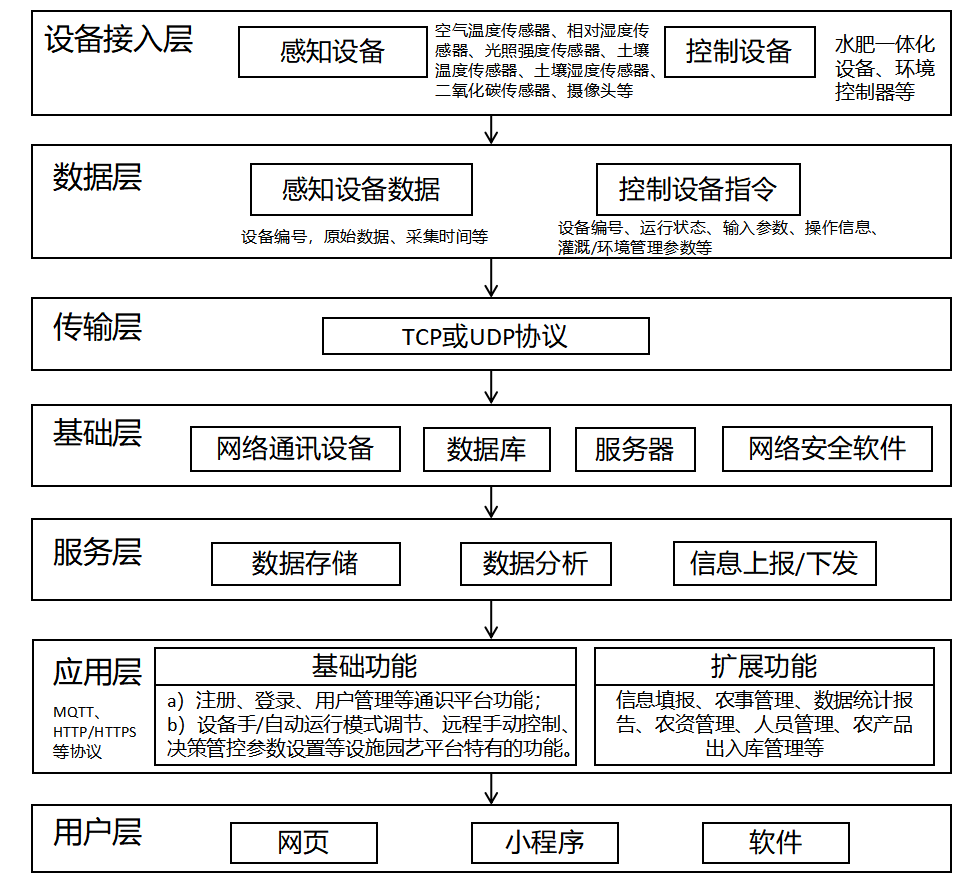 设备接入层
感知设备
空气温度传感器、相对湿度传
感器、光照强度传感器、土壤
温度传感器、土壤湿度传感器、
二氧化碳传感器、摄像头等
控制设备
水肥一体化
设备、环境
控制器等
数据层
感知设备数据
设备编号，原始数据、采集时间等
控制设备指令
设备编号、运行状态、输入参数、操作信息、
灌溉/环境管理参数等
传输层
TCP或UDP协议
基础层
网络通讯设备
数据库
服务器
网络安全软件
服务层
数据存储
数据分析
信息上报/下发
应用层
MQTT、
HTTP/HTTPS
等协议
基础功能
a）注册、登录、用户管理等通识平台功能；
b）设备手/自动运行模式调节、远程手动控制、
决策管控参数设置等设施园艺平台特有的功能。
扩展功能
信息填报、农事管理、数据统计报
告、农资管理、人员管理、农产品
出入库管理等
用户层
网页
小程序
软件